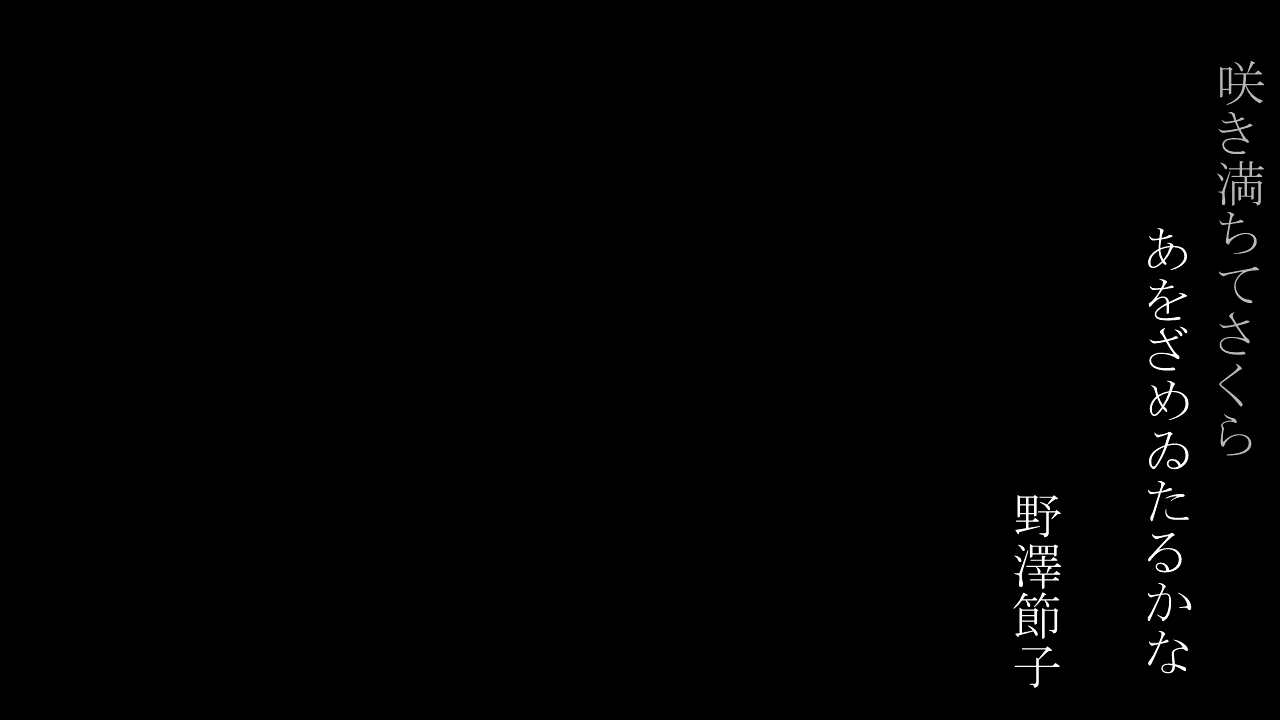 咲き満ちてさくら
あをざめゐたるかな
野澤節子